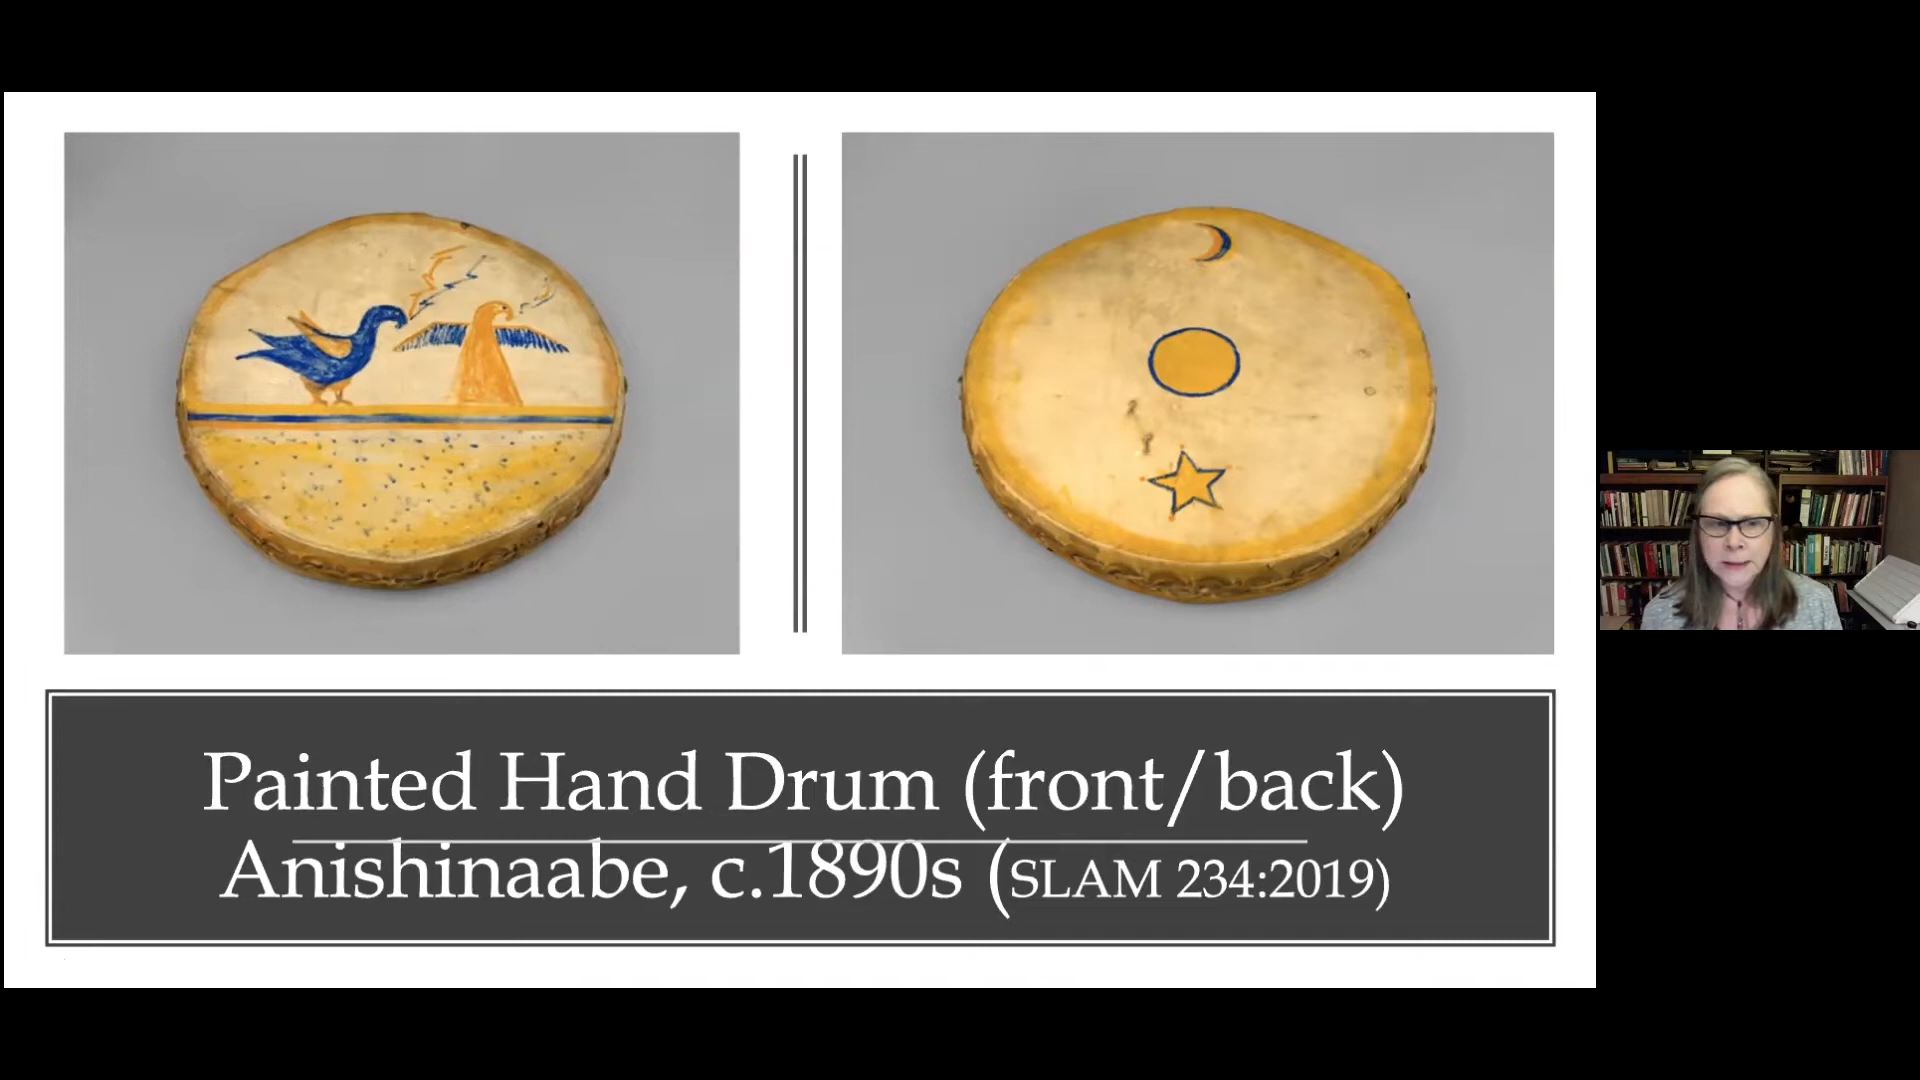 Painted Hand Drum (front/back)
Anishinaabe, c.1890s (SLAM 234:2019)